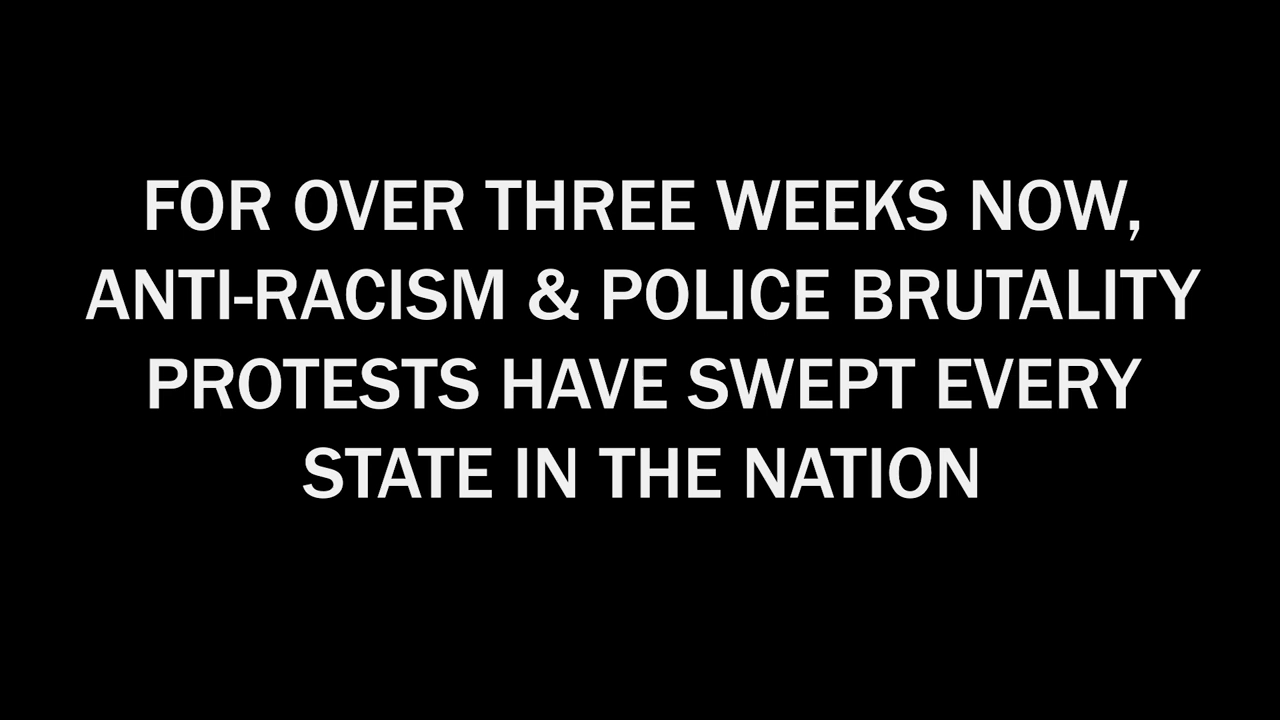 FOR OVER THREE WEEKS NOW,
ANTI-RACISM & POLICE BRUTALITY
PROTESTS HAVE SWEPT EVERY
STATE IN THE NATION